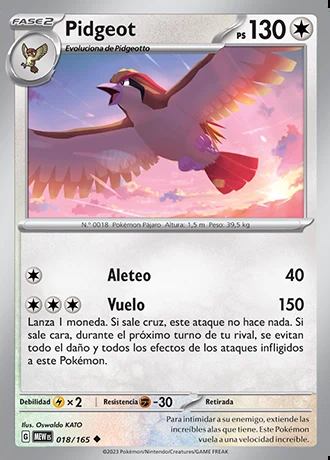 FASE 2
Pidgeot
PS 130
Evoluciona de Pidgeotto
N.º 0018 Pokémon Pájaro Altura: 1,5 m Peso: 39,5 kg
Aleteo 40
Vuelo 150
Lanza 1 moneda. Si sale cruz, este ataque no hace nada. Si
sale cara, durante el próximo turno de tu rival, se evitan
todo el daño y todos los efectos de los ataques infligidos
a este Pokémon.
Debilidad ×2 Resistencia -30 Retirada
Ilus. Oswaldo KATO
G MEW ES 018/165
Para intimidar a su enemigo, extiende las
increíbles alas que tiene. Este Pokémon
vuela a una velocidad increíble.
©2023 Pokémon/Nintendo/Creatures/GAME FREAK